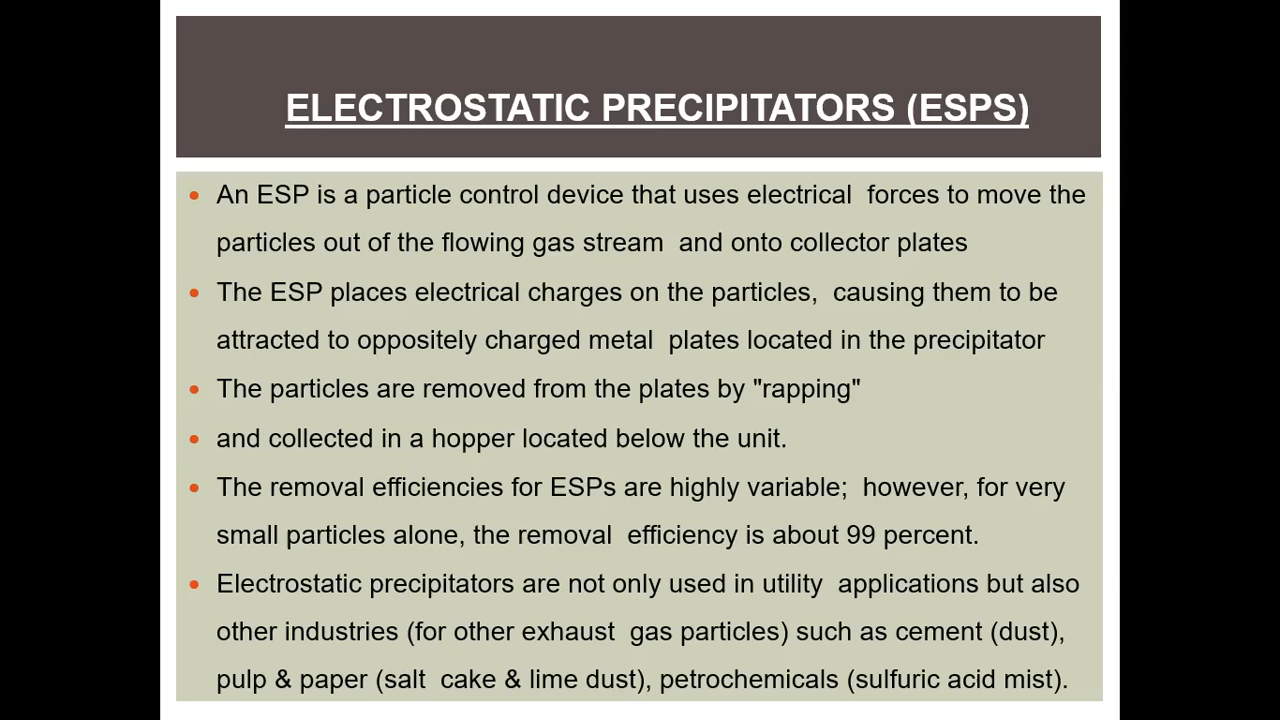 ELECTROSTATIC PRECIPITATORS (ESPS)
• An ESP is a particle control device that uses electrical forces to move the
particles out of the flowing gas stream and onto collector plates
• The ESP places electrical charges on the particles, causing them to be
attracted to oppositely charged metal plates located in the precipitator
• The particles are removed from the plates by "rapping"
• and collected in a hopper located below the unit.
• The removal efficiencies for ESPs are highly variable; however, for very
small particles alone, the removal efficiency is about 99 percent.
• Electrostatic precipitators are not only used in utility applications but also
other industries (for other exhaust gas particles) such as cement (dust),
pulp & paper (salt cake & lime dust), petrochemicals (sulfuric acid mist).